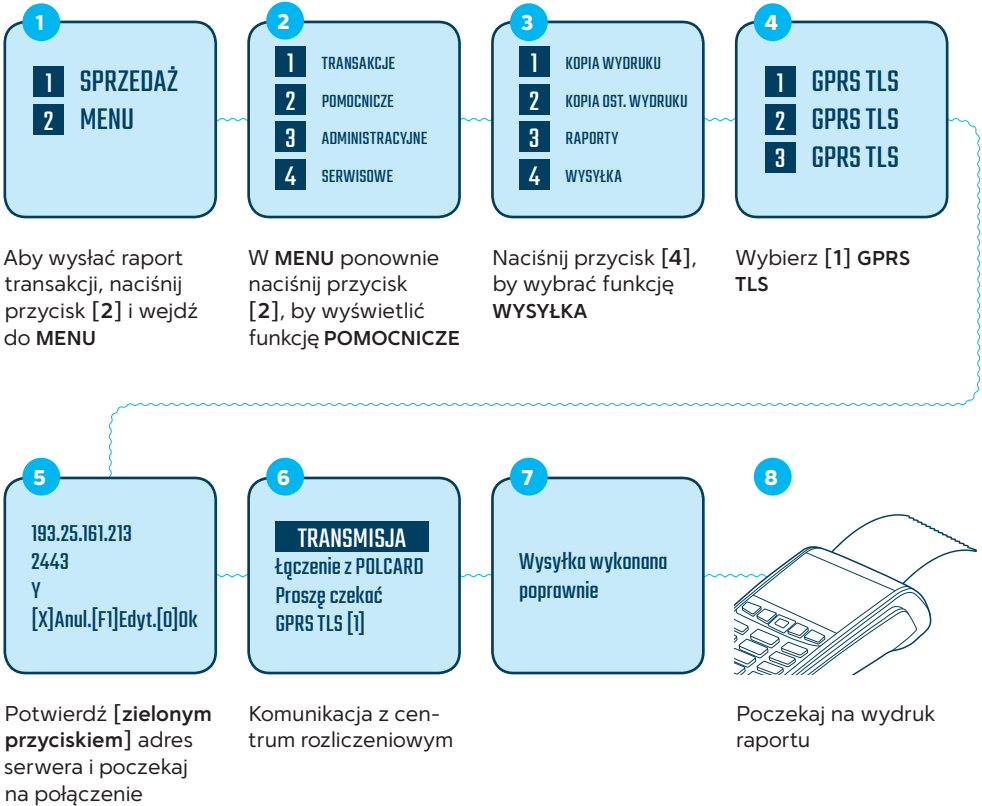 1
1 SPRZEDAŻ
2 MENU
Aby wysłać raport
transakcji, naciśnij
przycisk [2] i wejdź
do MENU
2
1 TRANSAKCJE
2 POMOCNICZE
3 ADMINISTRACYJNE
4 SERWISOWE
W MENU ponownie
naciśnij przycisk
[2], by wyświetlić
funkcję POMOCNICZE
3
1 KOPIA WYDRUKU
2 KOPIA OST. WYDRUKU
3 RAPORTY
4 WYSYŁKA
Naciśnij przycisk [4],
by wybrać funkcję
WYSYŁKA
4
1 GPRS TLS
2 GPRS TLS
3 GPRS TLS
Wybierz [1] GPRS
TLS
5
193.25.161.213
2443
Y
[X]Anul.[F1]Edyt.[O]Ok
Potwierdź [zielonym
przyciskiem] adres
serwera i poczekaj
na połączenie
6
TRANSMISJA
Łączenie z POLCARD
Proszę czekać
GPRS TLS [1]
Komunikacja z cen-
trum rozliczeniowym
7
Wysyłka wykonana
poprawnie
8
Poczekaj na wydruk
raportu